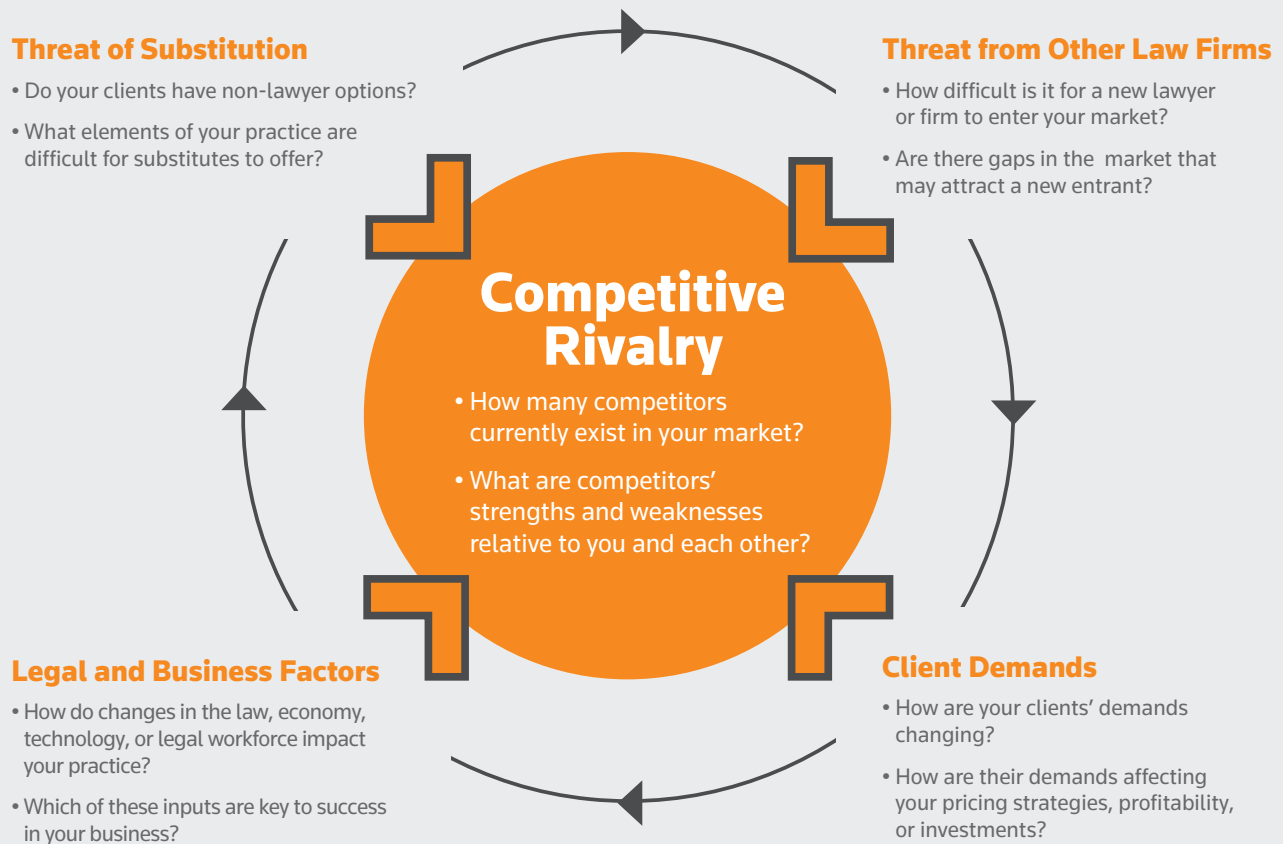 Threat of Substitution
• Do your clients have non-lawyer options?
• What elements of your practice are
difficult for substitutes to offer?
Threat from Other Law Firms
• How difficult is it for a new lawyer
or firm to enter your market?
• Are there gaps in the market that
may attract a new entrant?
Competitive
Rivalry
• How many competitors
currently exist in your market?
• What are competitors’
strengths and weaknesses
relative to you and each other?
Legal and Business Factors
• How do changes in the law, economy,
technology, or legal workforce impact
your practice?
• Which of these inputs are key to success
in your business?
Client Demands
• How are your clients’ demands
changing?
• How are their demands affecting
your pricing strategies, profitability,
or investments?